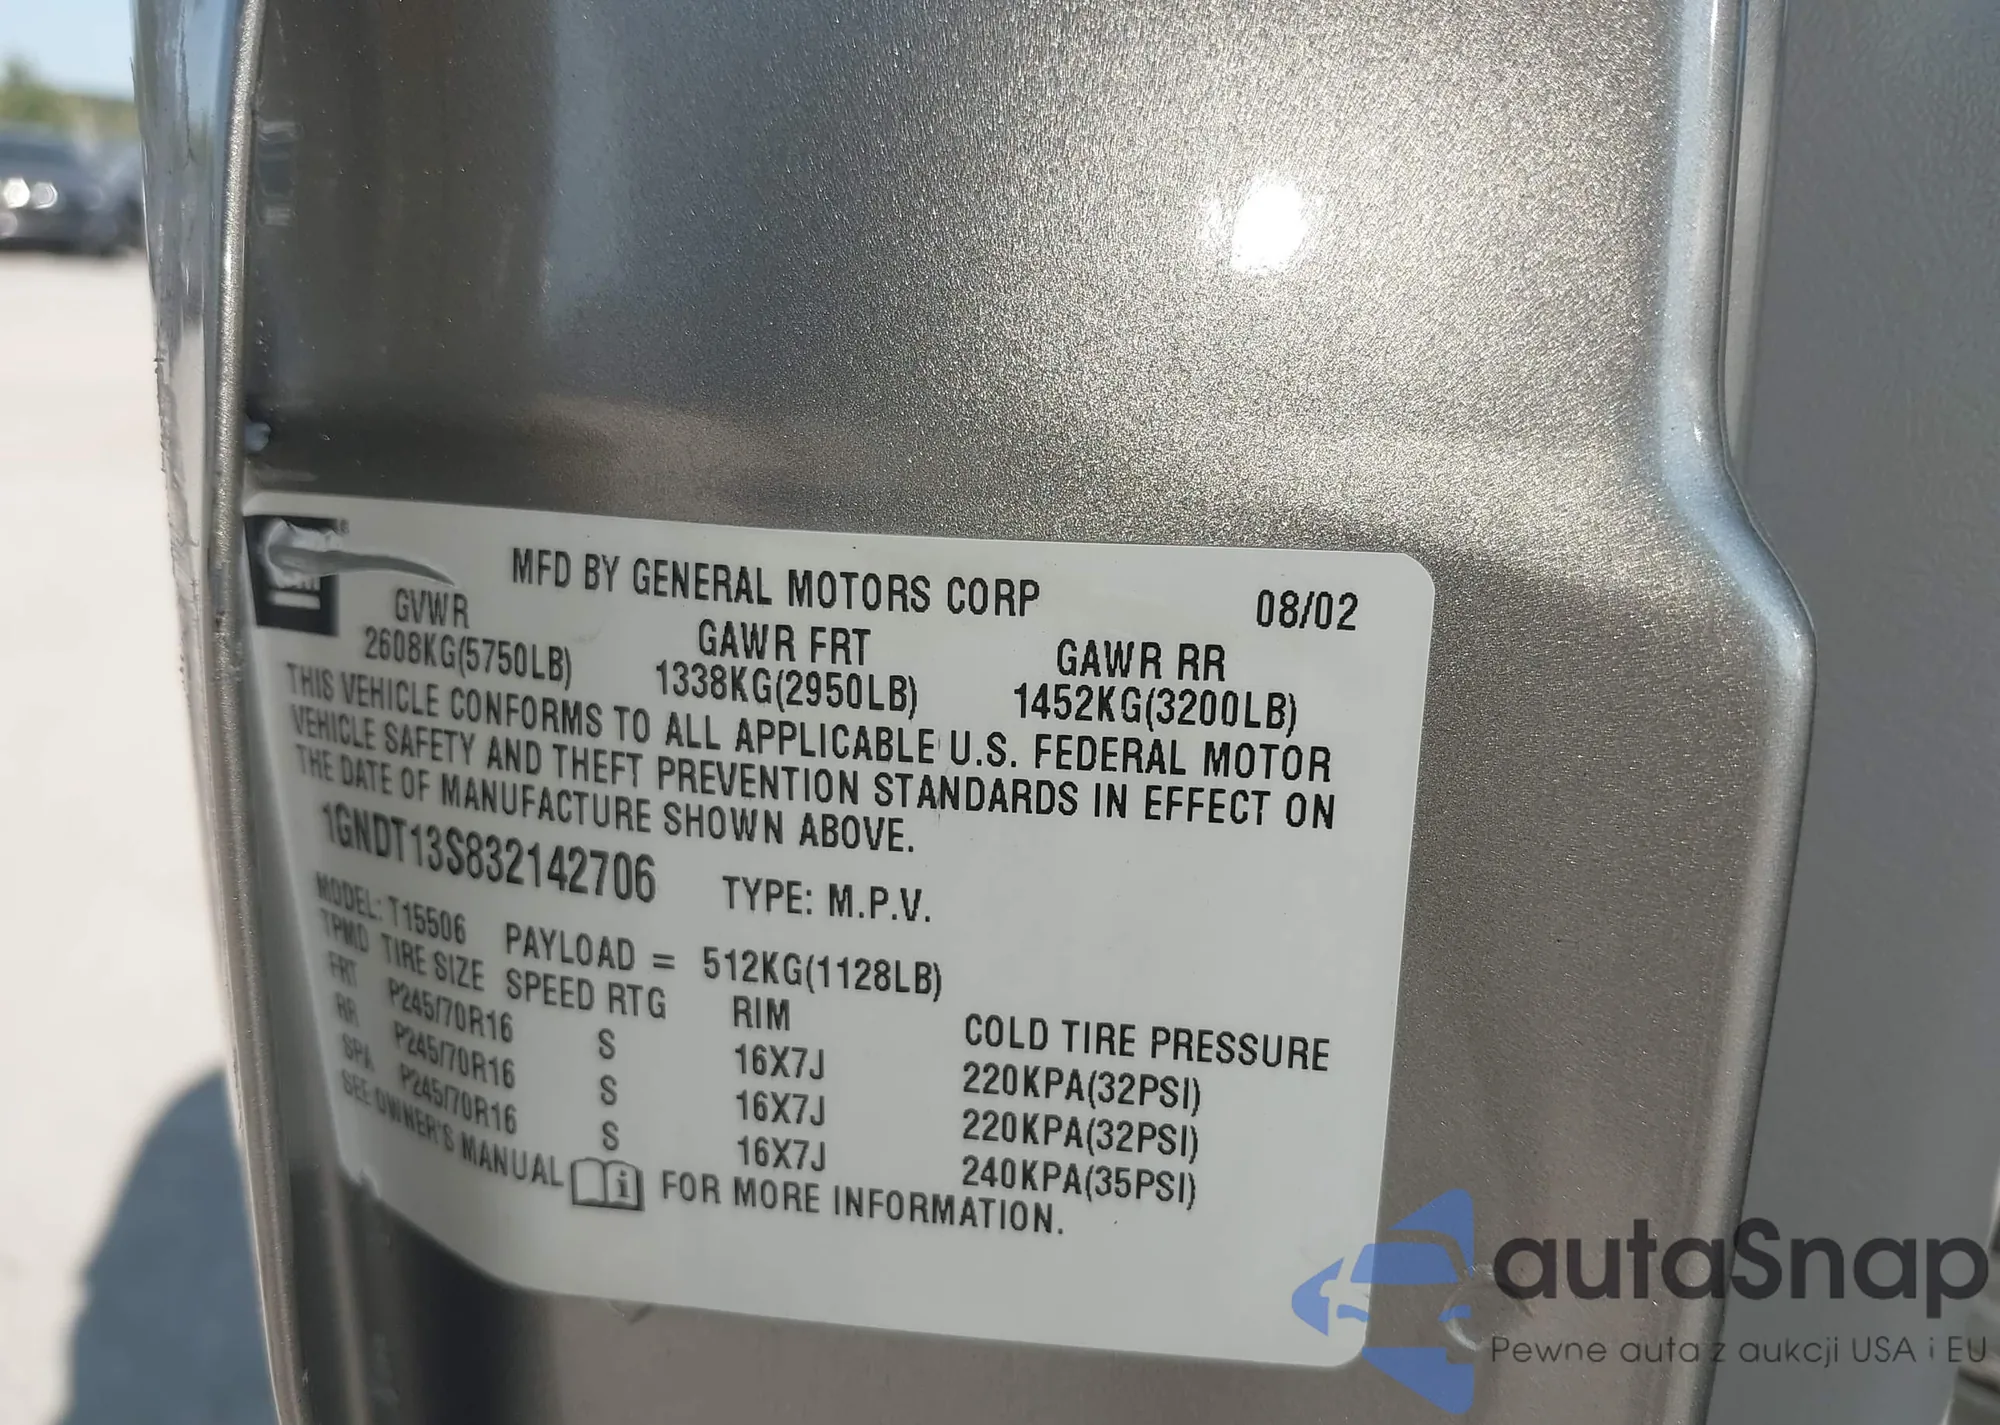 MFD BY GENERAL MOTORS CORP 08/02
GVWR GAWR FRT GAWR RR
2608KG(5750LB) 1338KG(2950LB) 1452KG(3200LB)
THIS VEHICLE CONFORMS TO ALL APPLICABLE U.S. FEDERAL MOTOR
VEHICLE SAFETY AND THEFT PREVENTION STANDARDS IN EFFECT ON
THE DATE OF MANUFACTURE SHOWN ABOVE.
1GNDT13S832142706 TYPE: M.P.V.
MODEL: T15506 PAYLOAD = 512KG(1128LB)
TPMD TIRE SIZE SPEED RTG RIM COLD TIRE PRESSURE
FRT P245/70R16 S 16X7J 220KPA(32PSI)
RR P245/70R16 S 16X7J 220KPA(32PSI)
SPA P245/70R16 S 16X7J 240KPA(35PSI)
SEE OWNER'S MANUAL FOR MORE INFORMATION.
autaSnap
Pewne auta z aukcji USA i EU